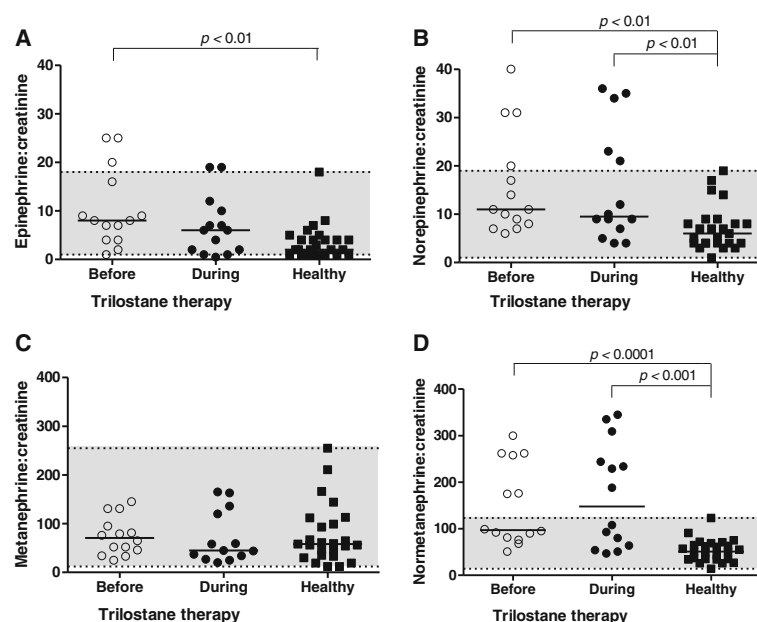 A
p < 0.01
Epinephrine:creatinine
40
30
20
10
0
Before During Healthy
Trilostane therapy
B
p < 0.01
p < 0.01
Norepinephrine:creatinine
40
30
20
10
0
Before During Healthy
Trilostane therapy
C
Metanephrine:creatinine
400
300
200
100
0
Before During Healthy
Trilostane therapy
D
p < 0.0001
p < 0.001
Normetanephrine:creatinine
400
300
200
100
0
Before During Healthy
Trilostane therapy